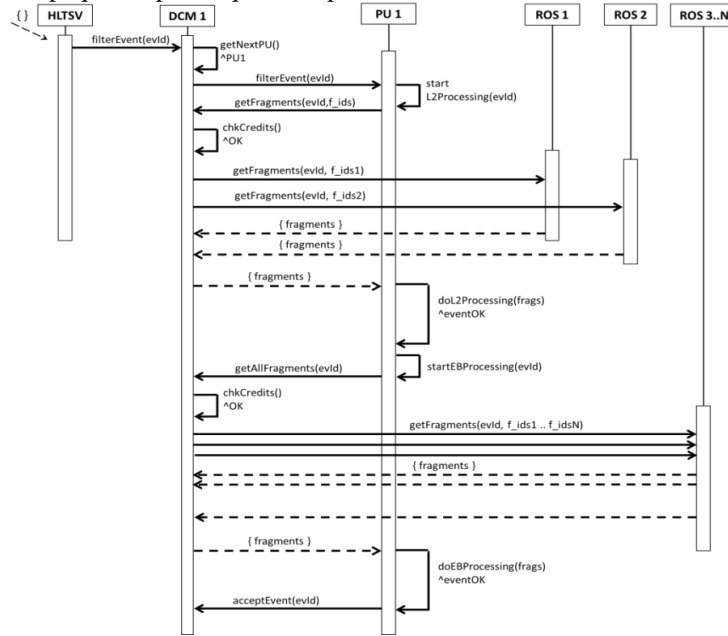 HLTSV
DCM 1
PU 1
ROS 1
ROS 2
ROS 3..N
{ }
filterEvent(evId)
getNextPU()
^PU1
filterEvent(evId)
start
L2Processing(evId)
getFragments(evId,f_ids)
chkCredits()
^OK
getFragments(evId, f_ids1)
getFragments(evId, f_ids2)
{ fragments }
{ fragments }
{ fragments }
doL2Processing(frags)
^eventOK
startEBProcessing(evId)
getAllFragments(evId)
chkCredits()
^OK
getFragments(evId, f_ids1 .. f_idsN)
{ fragments }
{ fragments }
doEBProcessing(frags)
^eventOK
acceptEvent(evId)